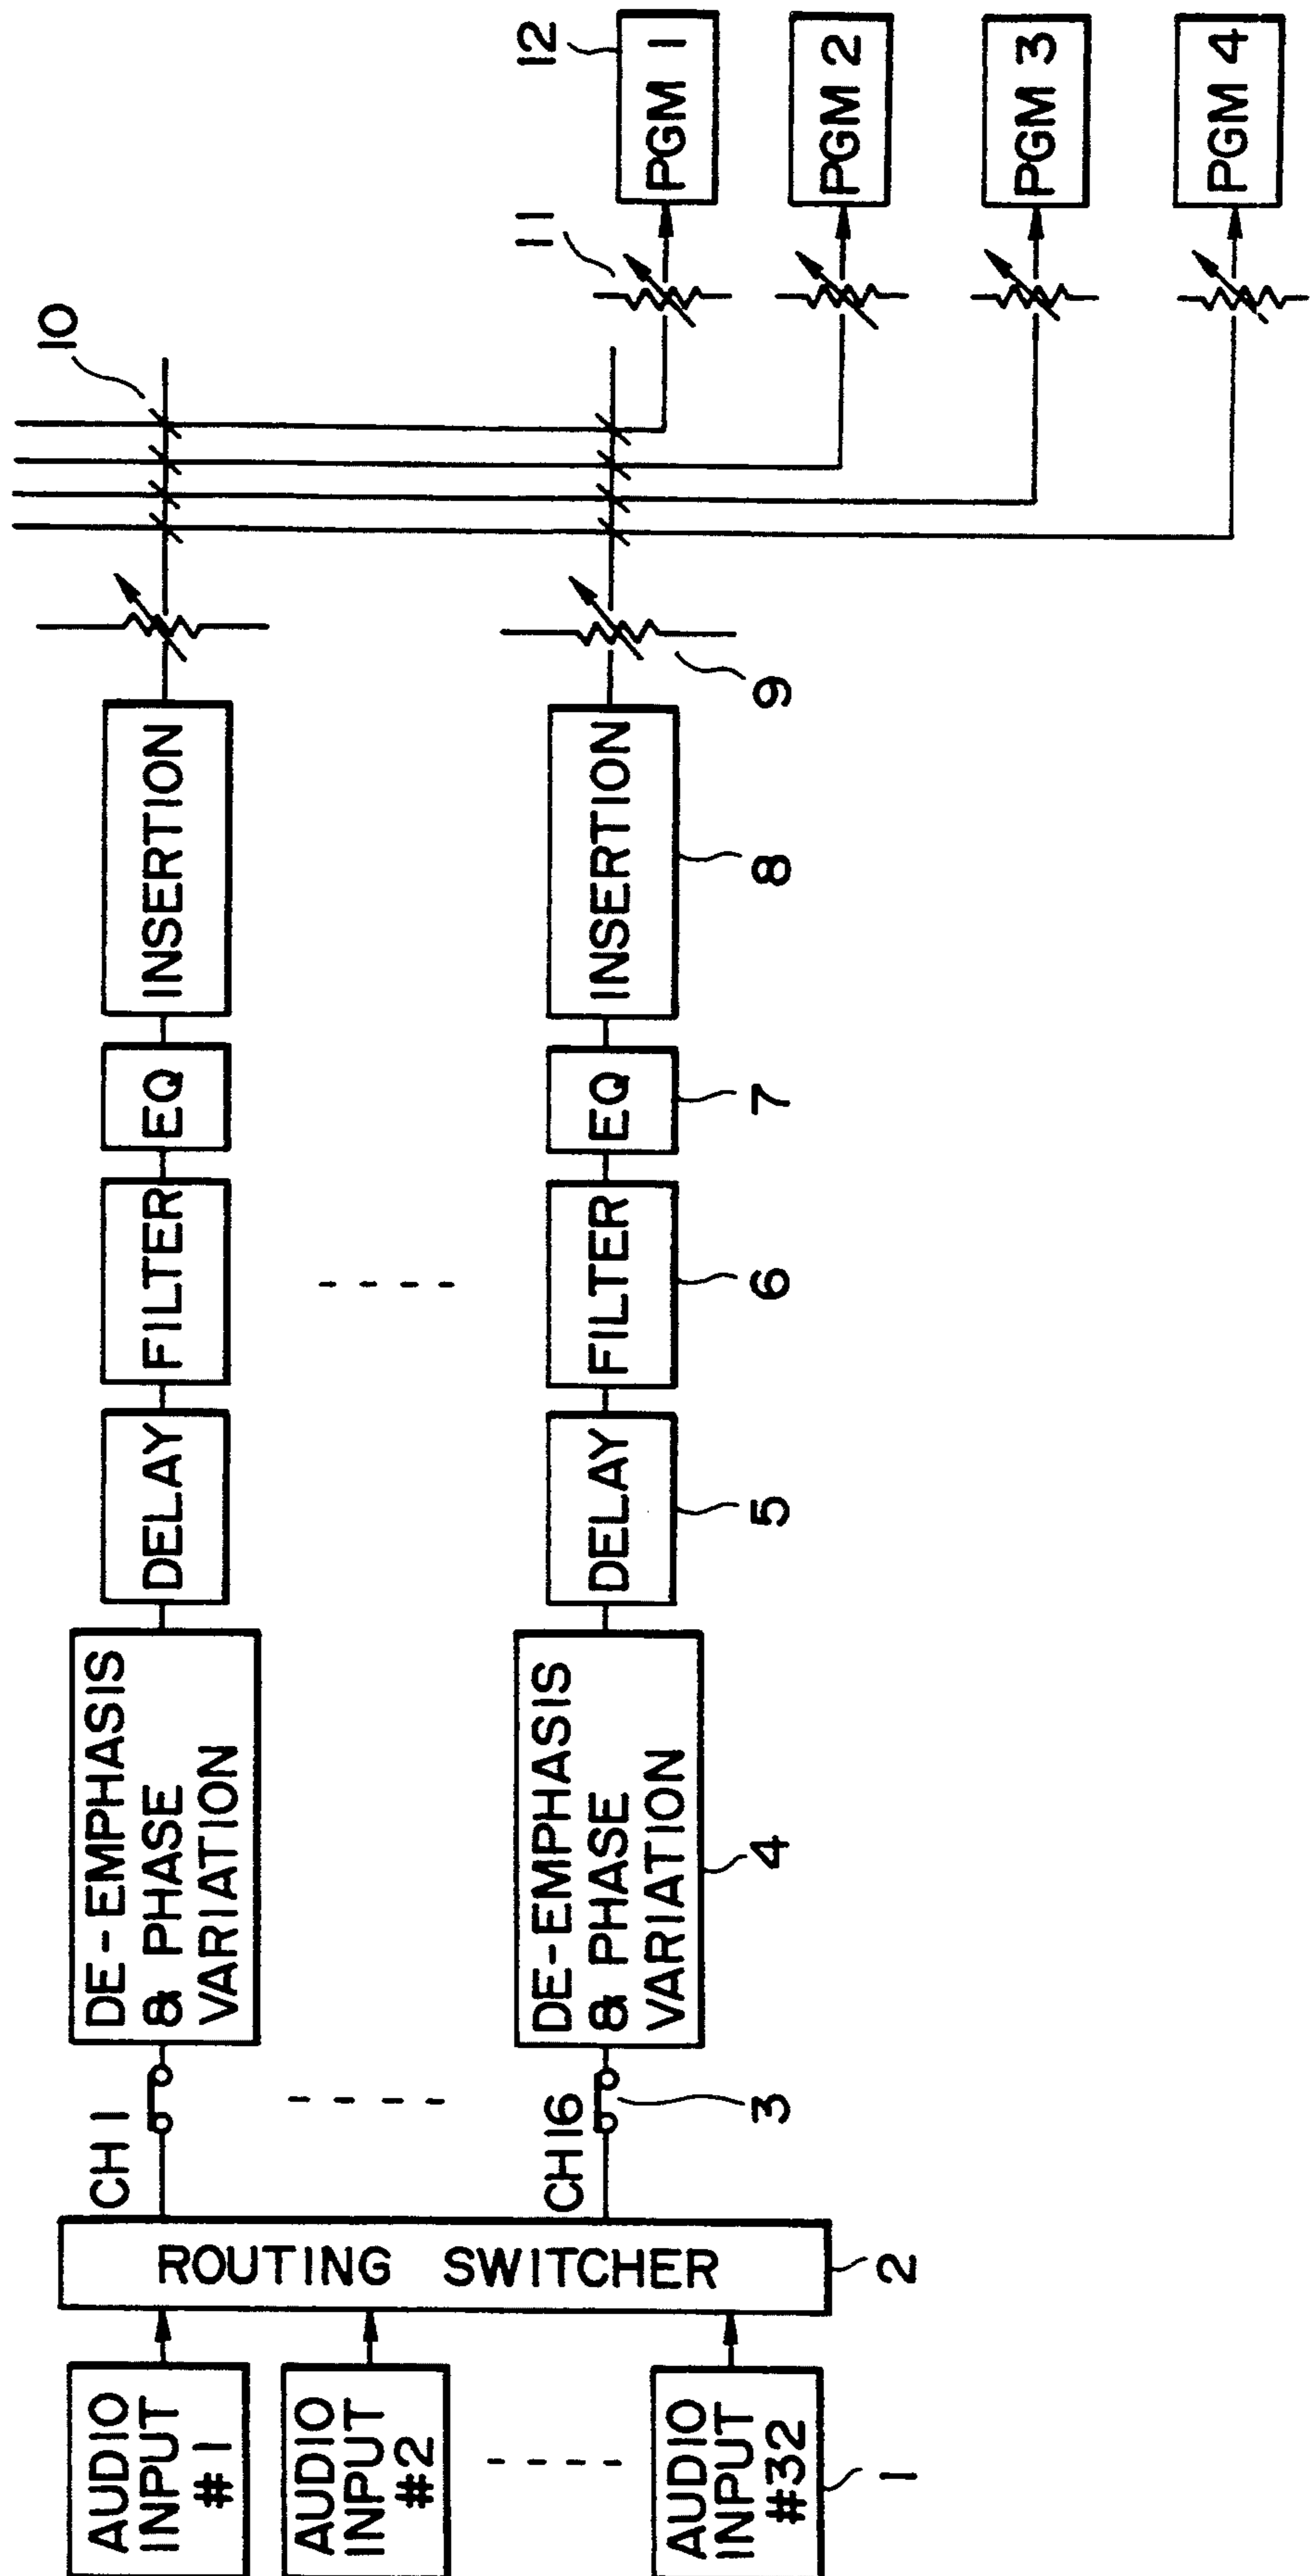 AUDIO
INPUT
#1
AUDIO
INPUT
#2
AUDIO
INPUT
#32
1
ROUTING SWITCHER
2
CH1
CH16
3
DE-EMPHASIS
& PHASE
VARIATION
DE-EMPHASIS
& PHASE
VARIATION
4
DELAY
DELAY
5
FILTER
FILTER
6
EQ
EQ
7
INSERTION
INSERTION
8
9
10
11
12
PGM 1
PGM 2
PGM 3
PGM 4